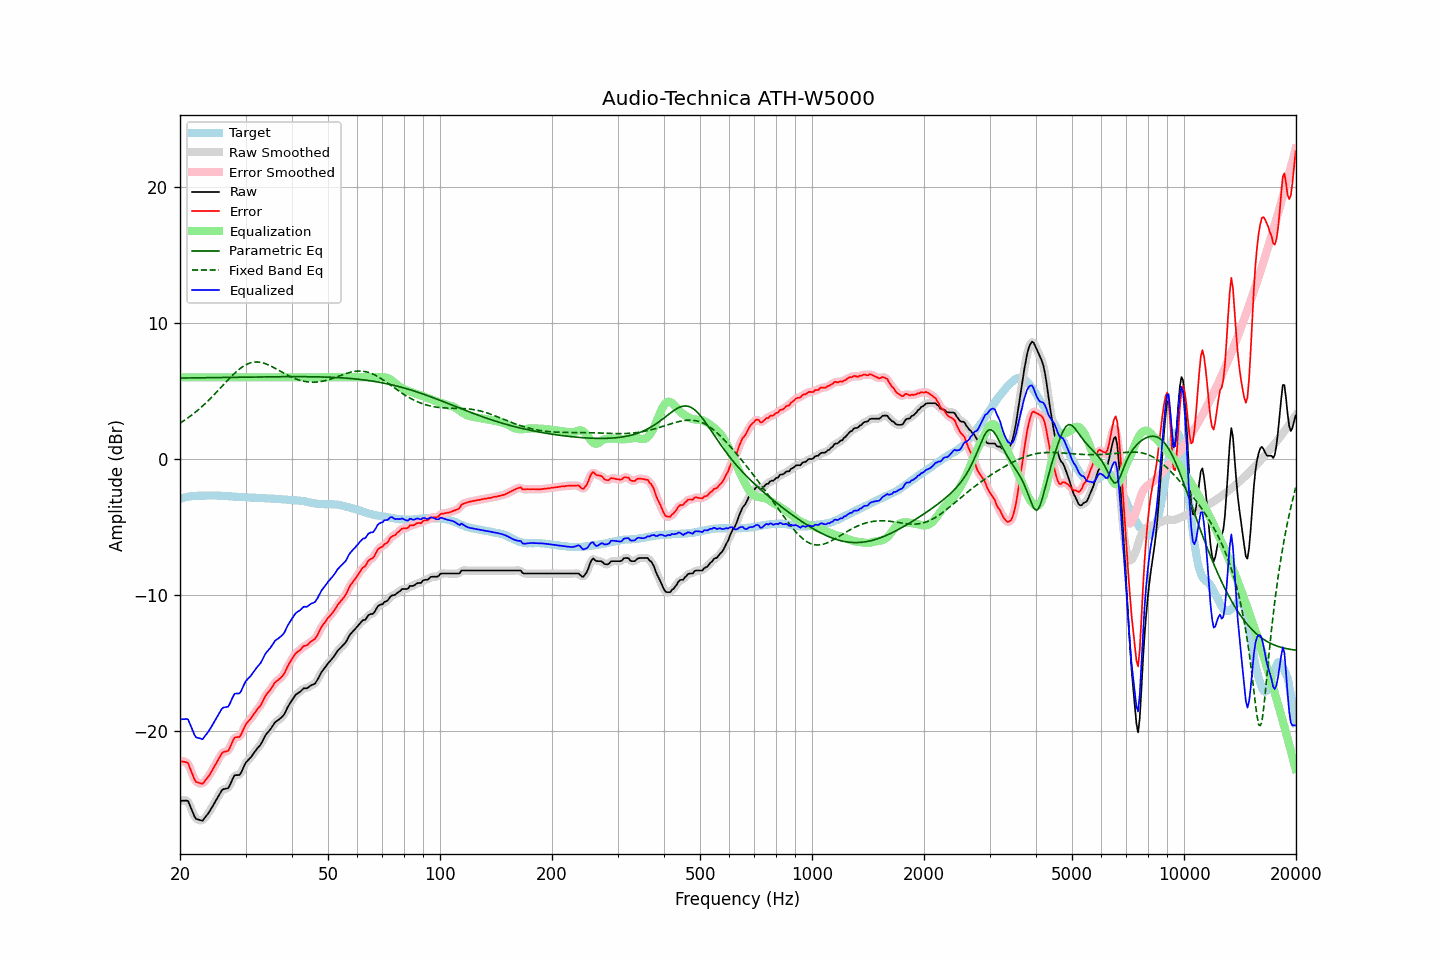 Audio-Technica ATH-W5000
Target
Raw Smoothed
Error Smoothed
Raw
Error
Equalization
Parametric Eq
Fixed Band Eq
Equalized
Amplitude (dBr)
20
10
0
−10
−20
20 50 100 200 500 1000 2000 5000 10000 20000
Frequency (Hz)